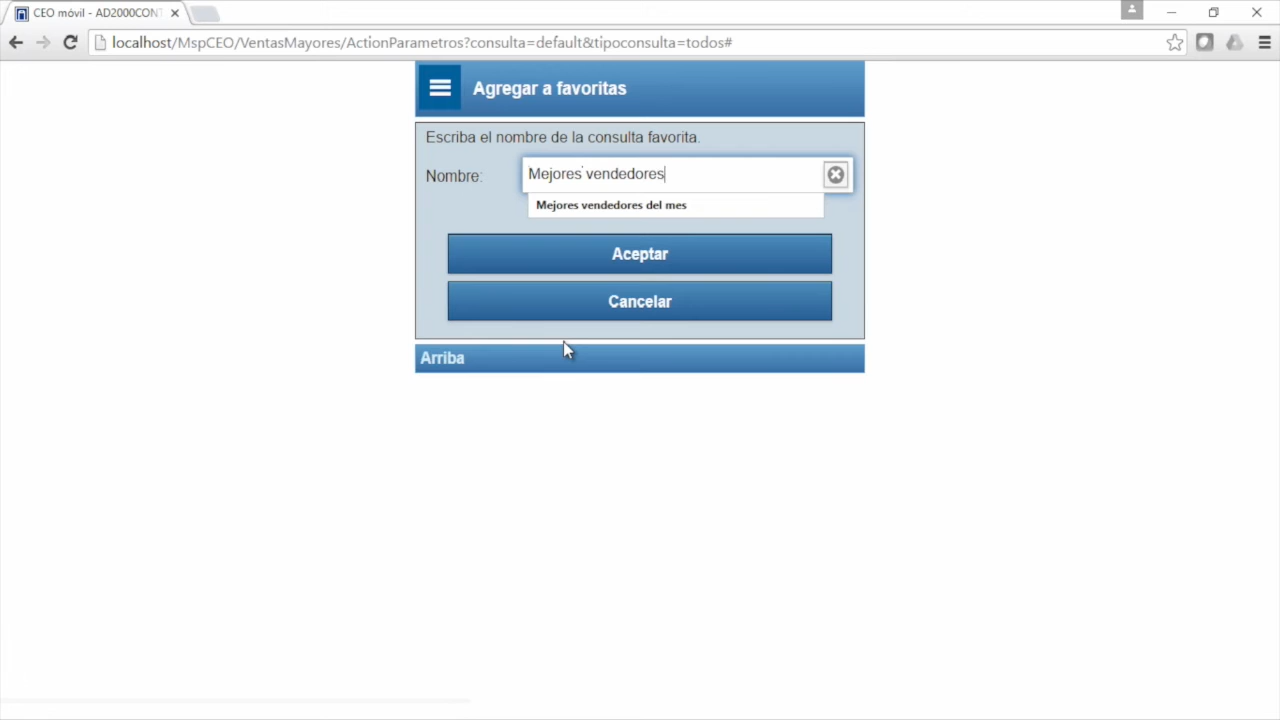 CEO móvil - AD2000CONT
localhost/MspCEO/VentasMayores/ActionParametros?consulta=default&tipoconsulta=todos#
Agregar a favoritas
Escriba el nombre de la consulta favorita.
Nombre:
Mejores vendedores
Mejores vendedores del mes
Aceptar
Cancelar
Arriba